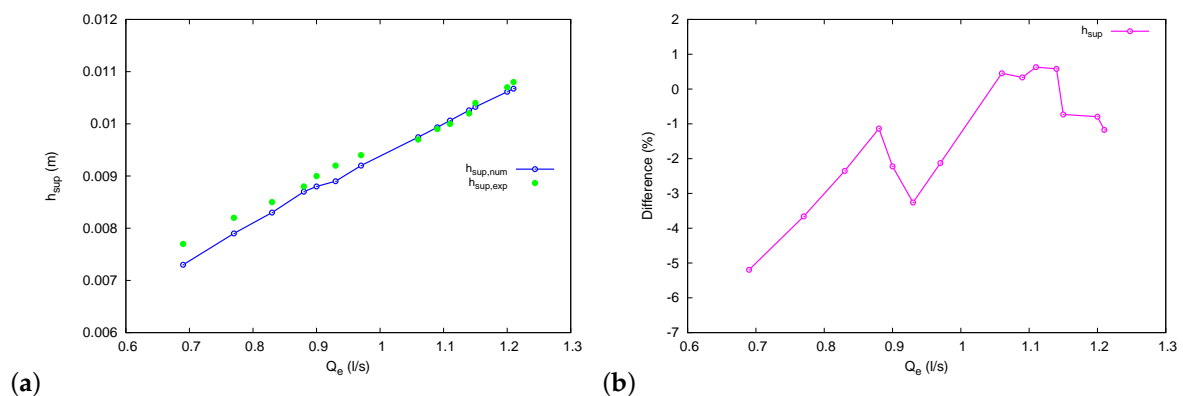 0.012
0.011
0.01
0.009
0.008
0.007
0.006
h_sup (m)
0.6 0.7 0.8 0.9 1 1.1 1.2 1.3
Q_e (l/s)
h_sup,num
h_sup,exp
(a)
2
1
0
-1
-2
-3
-4
-5
-6
-7
Difference (%)
0.6 0.7 0.8 0.9 1 1.1 1.2 1.3
Q_e (l/s)
h_sup
(b)